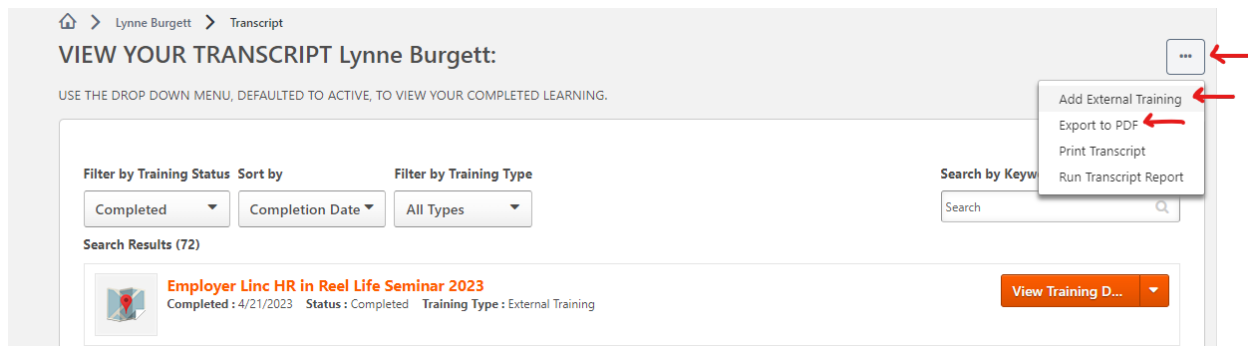 Lynne Burgett Transcript
VIEW YOUR TRANSCRIPT Lynne Burgett:
...
USE THE DROP DOWN MENU, DEFAULTED TO ACTIVE, TO VIEW YOUR COMPLETED LEARNING.
Add External Training
Export to PDF
Print Transcript
Run Transcript Report
Filter by Training Status Sort by Filter by Training Type
Search by Keyw
Completed Completion Date All Types
Search
Search Results (72)
Employer Linc HR in Reel Life Seminar 2023
Completed : 4/21/2023 Status : Completed Training Type : External Training
View Training D...